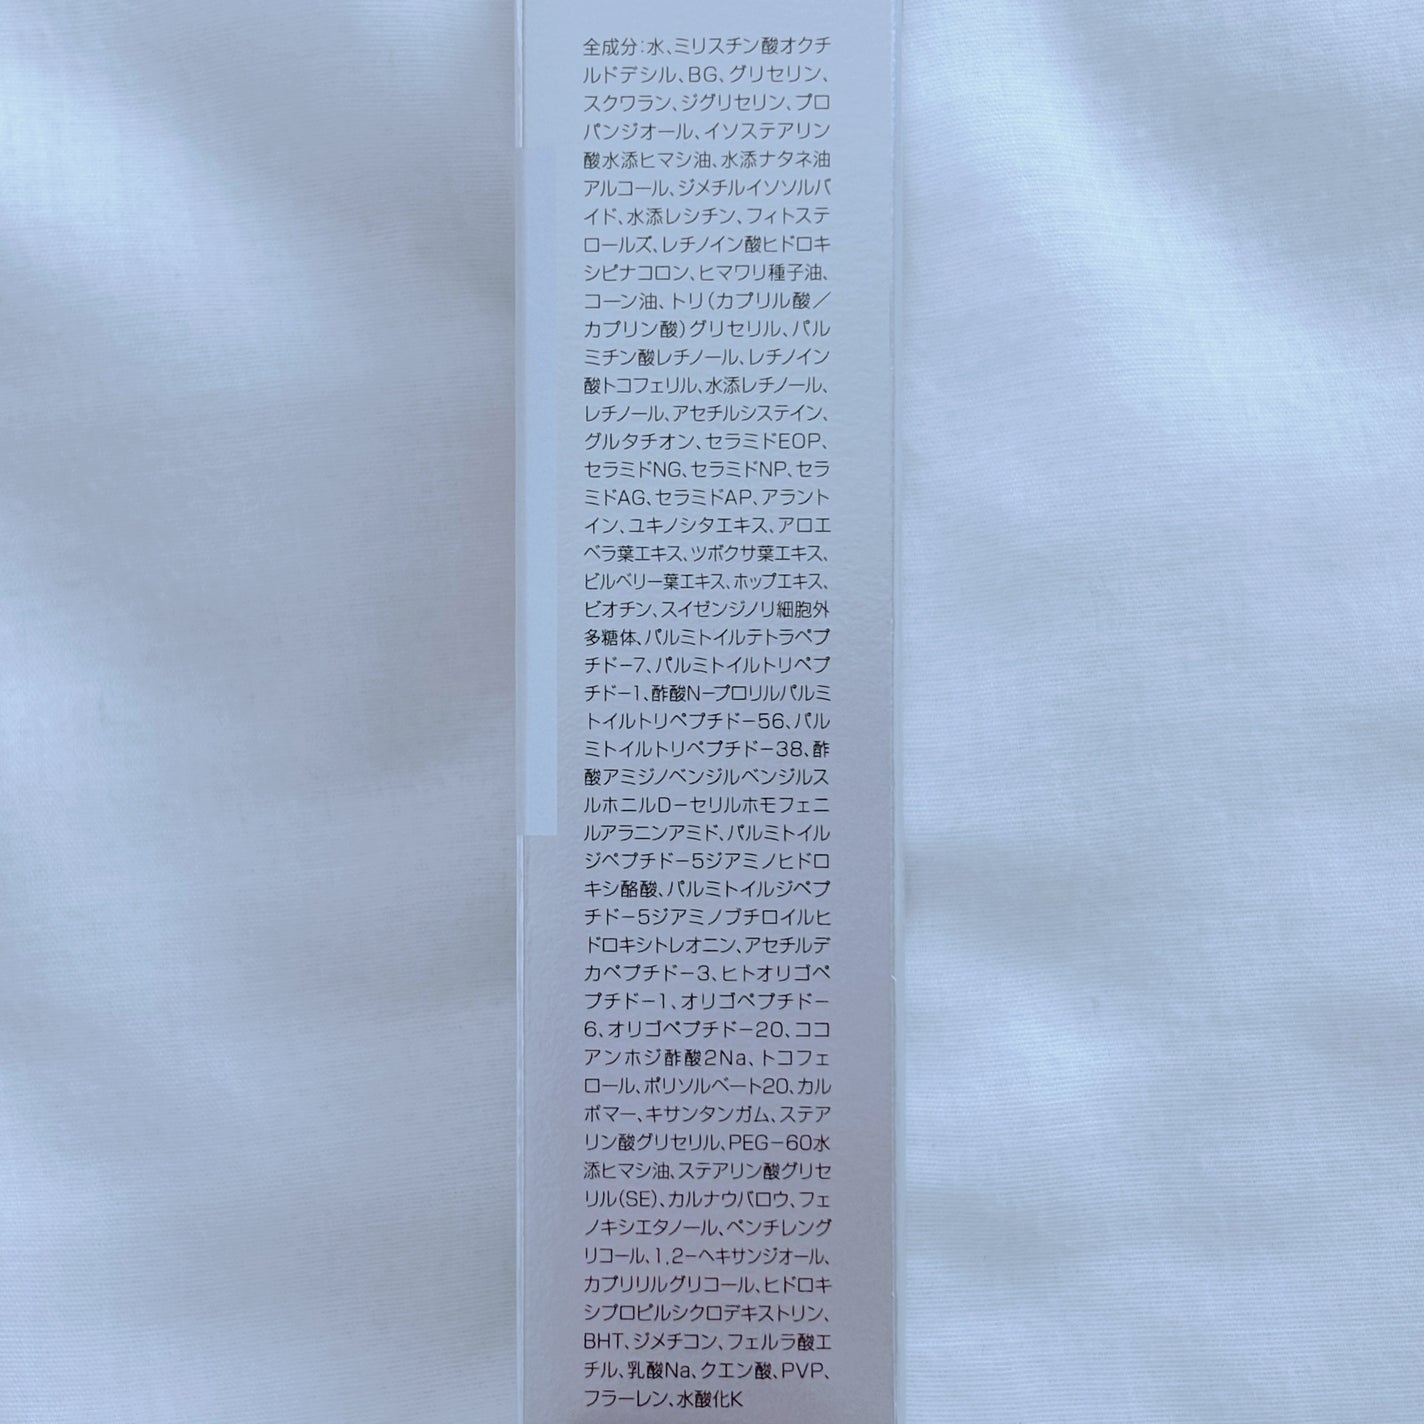 全成分:水、ミリスチン酸オクチ
ルドデシル、BG、グリセリン、
スクワラン、ジグリセリン、プロ
パンジオール、イソステアリン
酸水添ヒマシ油、水添ナタネ油
アルコール、ジメチルイソソルバ
イド、水添レシチン、フィトステ
ロールズ、レチノイン酸ヒドロキ
シピナコロン、ヒマワリ種子油、
コーン油、トリ(カプリル酸/
カプリン酸)グリセリル、パル
ミチン酸レチノール、レチノイン
酸トコフェリル、水添レチノール、
レチノール、アセチルシステイン、
グルタチオン、セラミドEOP、
セラミドNG、セラミドNP、セラ
ミドAG、セラミドAP、アラント
イン、ユキノシタエキス、アロエ
ベラ葉エキス、ツボクサ葉エキス、
ビルベリー葉エキス、ホップエキス、
ビオチン、スイゼンジノリ細胞外
多糖体、パルミトイルテトラペプ
チド-7、パルミトイルトリペプ
チド-1、酢酸N-プロリルパルミ
トイルトリペプチド-56、パル
ミトイルトリペプチド-38、酢
酸アミジノベンジルベンジルス
ルホニルD-セリルホモフェニ
ルアラニンアミド、パルミトイル
ジペプチド-5ジアミノヒドロ
キシ酪酸、パルミトイルジペプ
チド-5ジアミノブチロイルヒ
ドロキシトレオニン、アセチルデ
カペプチド-3、ヒトオリゴペ
プチド-1、オリゴペプチド-
6、オリゴペプチド-20、ココ
アンホジ酢酸2Na、トコフェ
ロール、ポリソルベート20、カル
ボマー、キサンタンガム、ステア
リン酸グリセリル、PEG-60水
添ヒマシ油、ステアリン酸グリセ
リル(SE)、カルナウバロウ、フェ
ノキシエタノール、ペンチレング
リコール、1,2-ヘキサンジオール、
カプリリルグリコール、ヒドロキ
シプロピルシクロデキストリン、
BHT、ジメチコン、フェルラ酸エ
チル、乳酸Na、クエン酸、PVP、
フラーレン、水酸化K